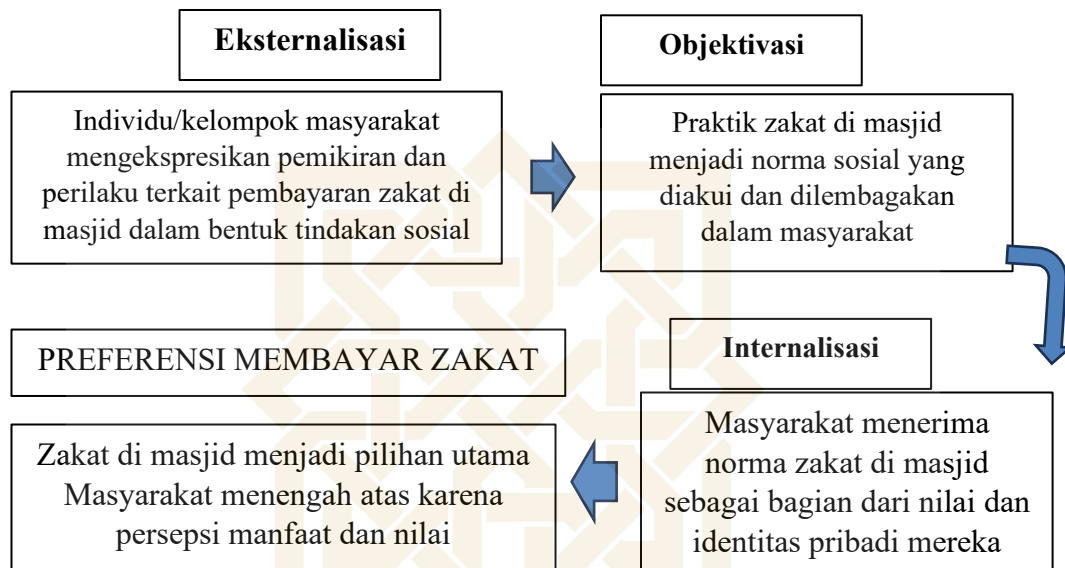 Eksternalisasi
Individu/kelompok masyarakat
mengekspresikan pemikiran dan
perilaku terkait pembayaran zakat di
masjid dalam bentuk tindakan sosial
Objektivasi
Praktik zakat di masjid
menjadi norma sosial yang
diakui dan dilembagakan
dalam masyarakat
Internalisasi
Masyarakat menerima
norma zakat di masjid
sebagai bagian dari nilai dan
identitas pribadi mereka
PREFERENSI MEMBAYAR ZAKAT
Zakat di masjid menjadi pilihan utama
Masyarakat menengah atas karena
persepsi manfaat dan nilai